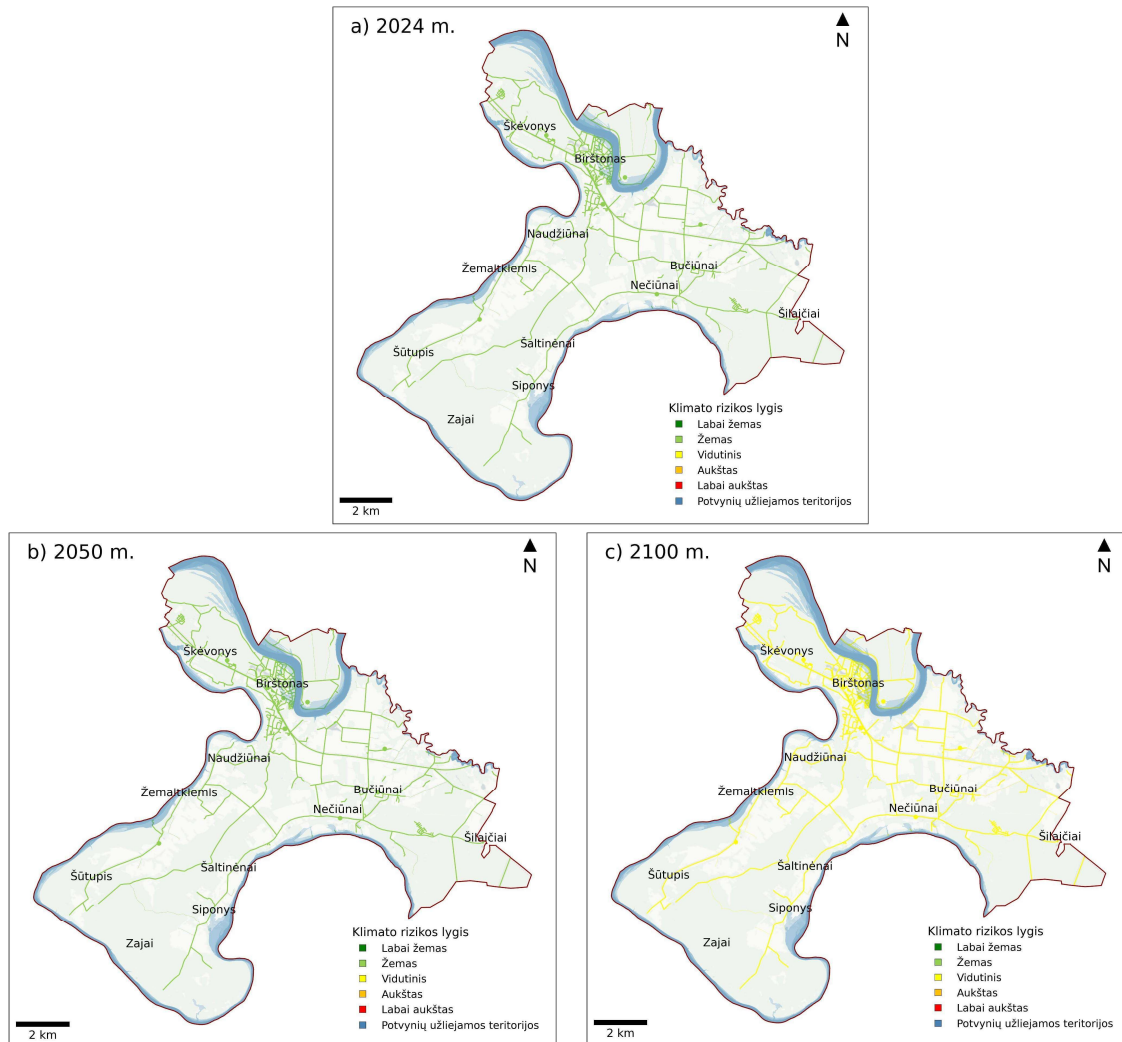 a) 2024 m.
N
Škėvonys
Birštonas
Naudžiūnai
Žemaitkiemis
Bučiūnai
Nečiūnai
Šilaičiai
Šaltinėnai
Šūtupis
Siponys
Zajai
Klimato rizikos lygis
Labai žemas
Žemas
Vidutinis
Aukštas
Labai aukštas
Potvynių užliejamos teritorijos
2 km
b) 2050 m.
N
Škėvonys
Birštonas
Naudžiūnai
Žemaitkiemis
Bučiūnai
Nečiūnai
Šilaičiai
Šaltinėnai
Šūtupis
Siponys
Zajai
Klimato rizikos lygis
Labai žemas
Žemas
Vidutinis
Aukštas
Labai aukštas
Potvynių užliejamos teritorijos
2 km
c) 2100 m.
N
Škėvonys
Birštonas
Naudžiūnai
Žemaitkiemis
Bučiūnai
Nečiūnai
Šilaičiai
Šaltinėnai
Šūtupis
Siponys
Zajai
Klimato rizikos lygis
Labai žemas
Žemas
Vidutinis
Aukštas
Labai aukštas
Potvynių užliejamos teritorijos
2 km